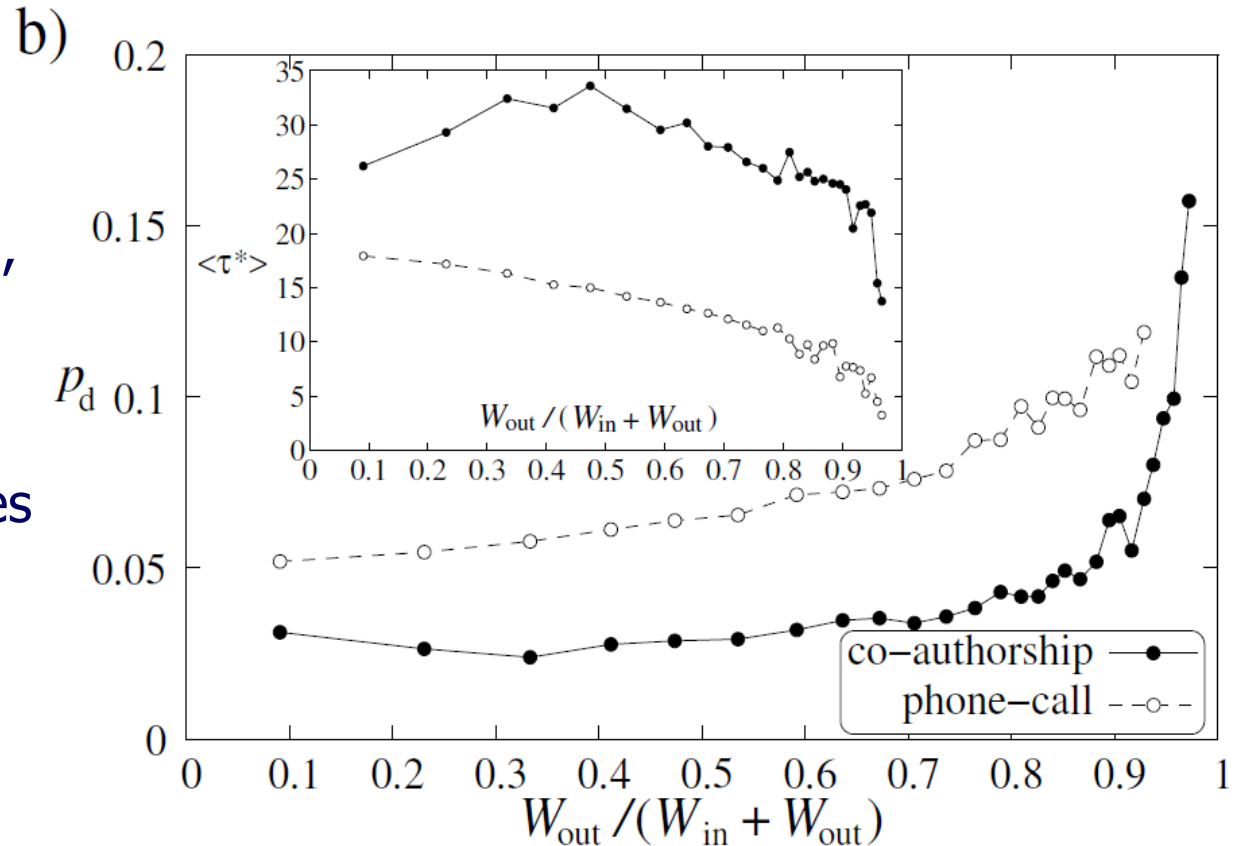 b)
0.2
0.15
0.1
0.05
0
p_d
,
es
35
30
25
20
15
10
5
0
<τ*>
W_out / ( W_in + W_out )
0 0.1 0.2 0.3 0.4 0.5 0.6 0.7 0.8 0.9 1
co−authorship
phone−call
0 0.1 0.2 0.3 0.4 0.5 0.6 0.7 0.8 0.9 1
W_out / ( W_in + W_out )